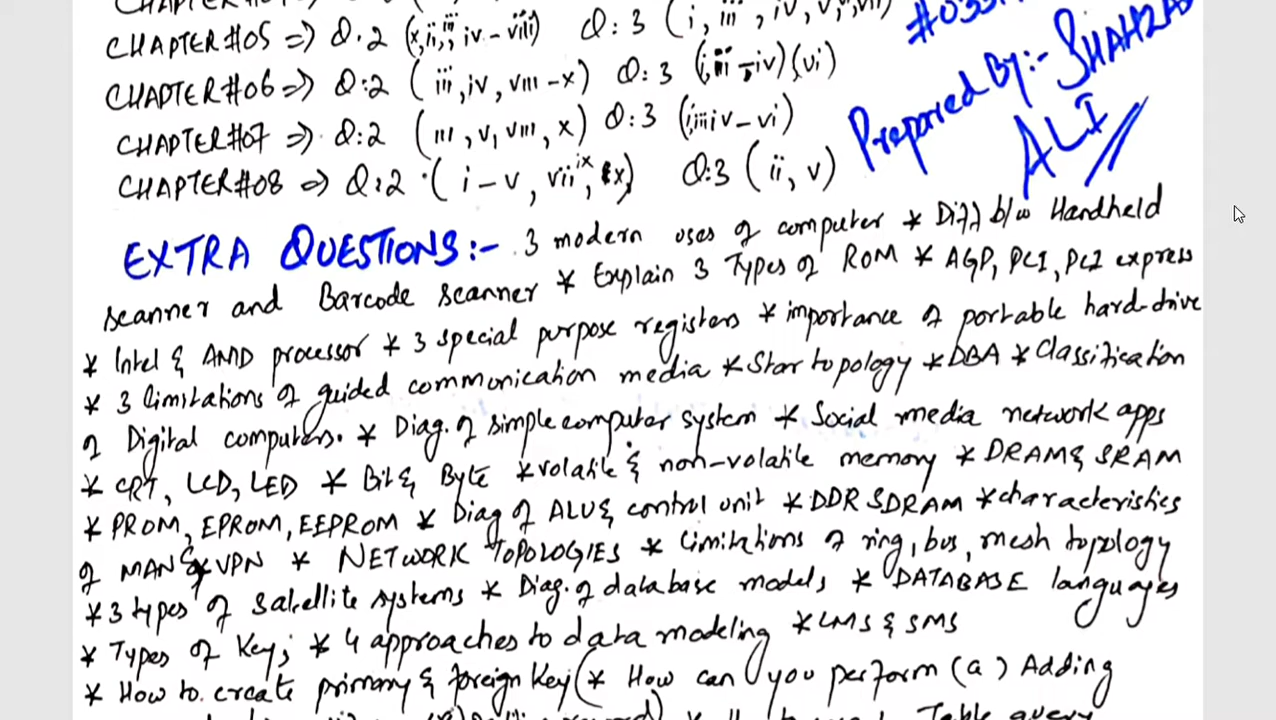 CHAPTER#05 => Q.2 (x, ii, iii, iv-viii) Q:3 (i, iii, iv, v,
CHAPTER#06 => Q:2 (iii, iv, viii-x) Q:3 -iv) (vi)
CHAPTER#07 => Q:2 (iii, v, viii, x) Q:3 iv-vi)
CHAPTER#08 => Q:2 (i-v, vii, ix, x) Q:3 (ii, v)
Prepared By:- SHAHZAD
ALI
EXTRA QUESTIONS:- 3 modern uses of computer * Diff b/w Handheld
scanner and Barcode scanner * Explain 3 Types of ROM * AGP, PCI, PCI express
* Intel & AMD processor * 3 special purpose registers * importance of portable hard-drive
* 3 limitations of guided communication media * Star topology * DBA * Classification
of Digital computers. * Diag. of simple computer system * Social media network apps
* CRT, LCD, LED * Bit & Byte * volatile & non-volatile memory * DRAM & SRAM
* PROM, EPROM, EEPROM * Diag of ALU & control unit * DDR SDRAM * characteristics
of MAN & VPN * NETWORK TOPOLOGIES * limitations of ring, bus, mesh topology
* 3 types of Satellite systems * Diag. of database models * DATABASE languages
* Types of Key; * 4 approaches to data modeling * LMS & SMS
* How to create primary & foreign Key (* How can you perform (a) Adding
Table query